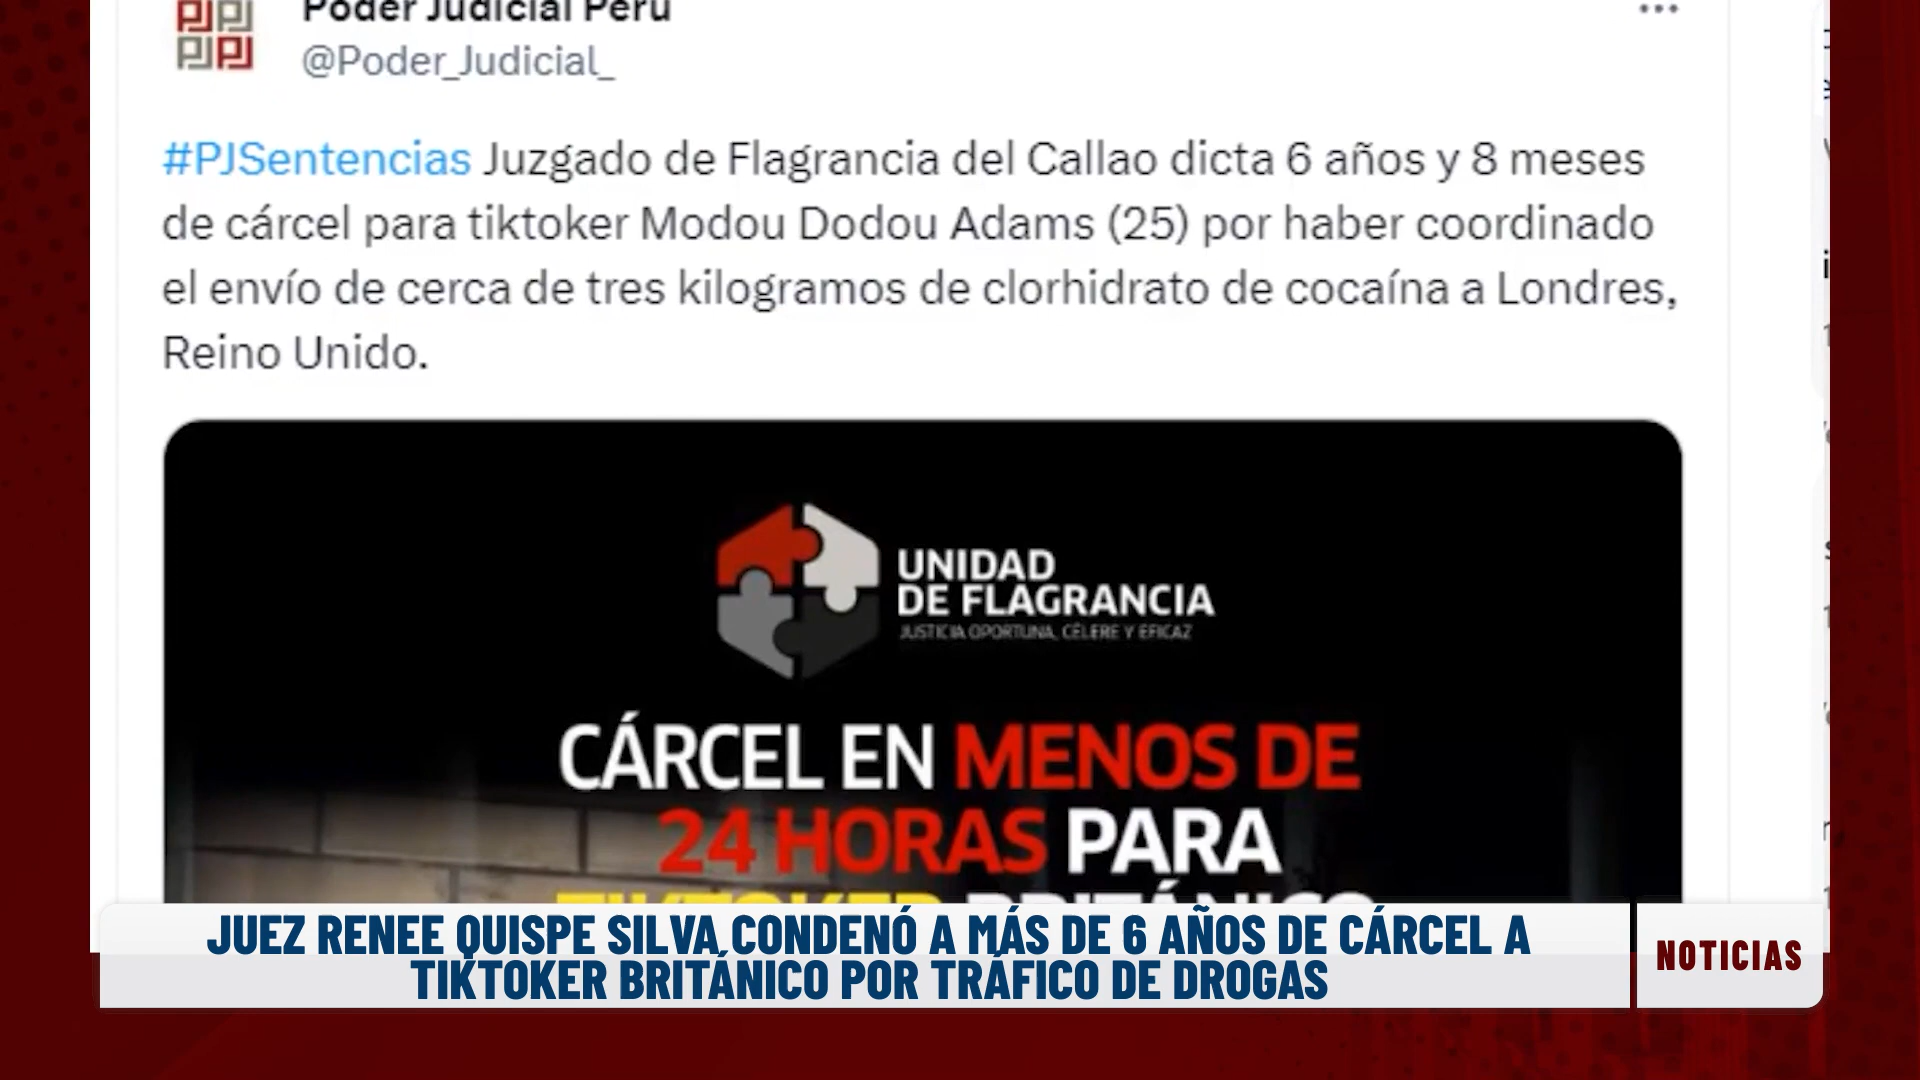 Poder Judicial Perú
@Poder_Judicial_
#PJSentencias Juzgado de Flagrancia del Callao dicta 6 años y 8 meses
de cárcel para tiktoker Modou Dodou Adams (25) por haber coordinado
el envío de cerca de tres kilogramos de clorhidrato de cocaína a Londres,
Reino Unido.
UNIDAD
DE FLAGRANCIA
JUSTICIA OPORTUNA, CÉLERE Y EFICAZ
CÁRCEL EN MENOS DE
24 HORAS PARA
TIKTOKER BRITÁNICO
JUEZ RENEE QUISPE SILVA CONDENÓ A MÁS DE 6 AÑOS DE CÁRCEL A
TIKTOKER BRITÁNICO POR TRÁFICO DE DROGAS
NOTICIAS